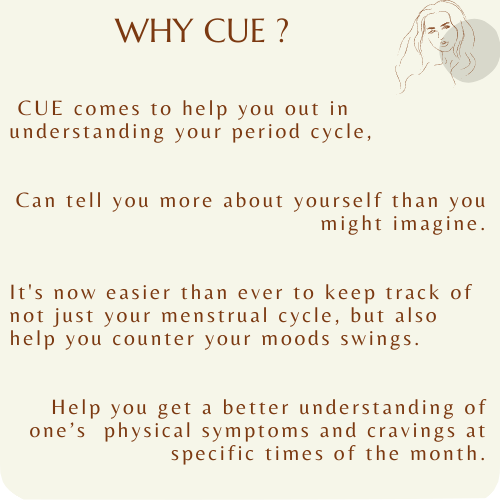 WHY CUE ?
CUE comes to help you out in
understanding your period cycle,
Can tell you more about yourself than you
might imagine.
It's now easier than ever to keep track of
not just your menstrual cycle, but also
help you counter your moods swings.
Help you get a better understanding of
one’s physical symptoms and cravings at
specific times of the month.